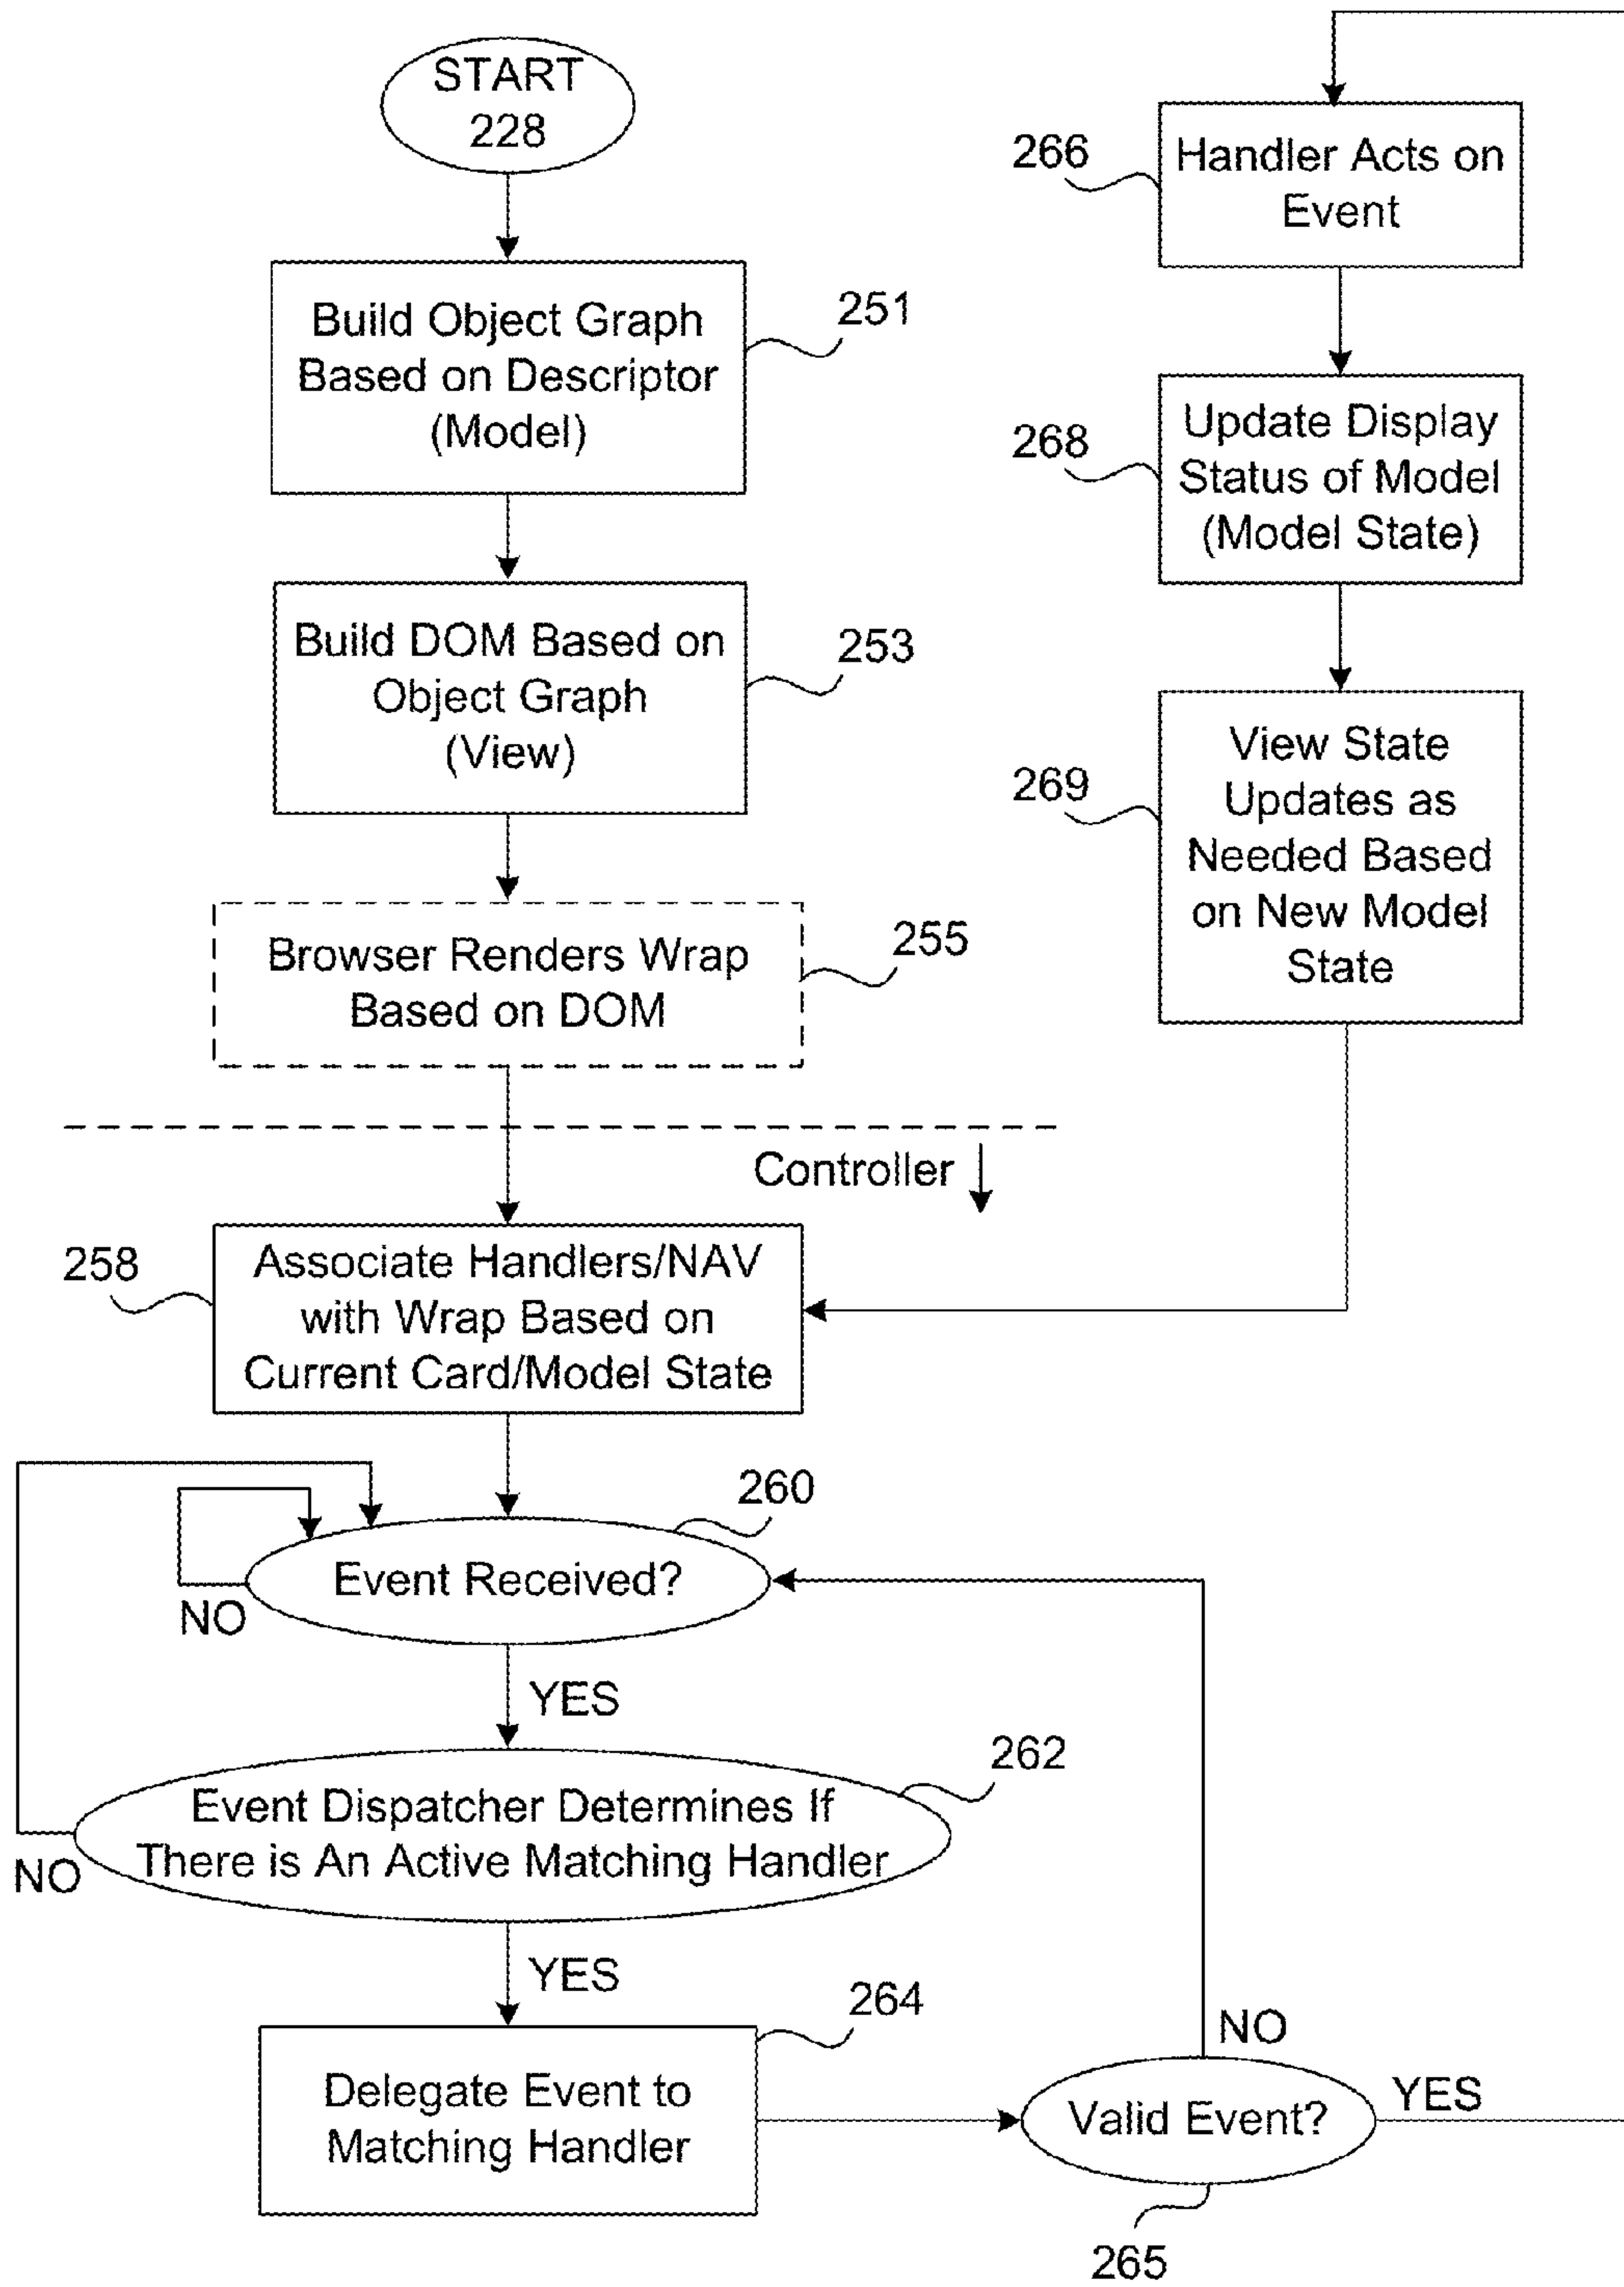 START
228
Build Object Graph
Based on Descriptor
(Model)
251
Build DOM Based on
Object Graph
(View)
253
Browser Renders Wrap
Based on DOM
255
Controller
258
Associate Handlers/NAV
with Wrap Based on
Current Card/Model State
260
Event Received?
NO
YES
262
Event Dispatcher Determines If
There is An Active Matching Handler
NO
YES
264
Delegate Event to
Matching Handler
NO
Valid Event?
YES
265
266
Handler Acts on
Event
268
Update Display
Status of Model
(Model State)
269
View State
Updates as
Needed Based
on New Model
State